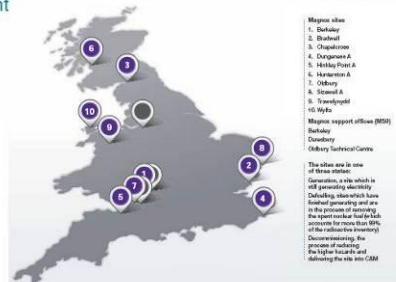 nt
6
3
10
9
8
2
1
7
5
4
Magnox sites
1. Berkeley
2. Bradwell
3. Chapelcross
4. Dungeness A
5. Hinkley Point A
6. Hunterston A
7. Oldbury
8. Sizewell A
9. Trawsfynydd
10. Wylfa
Magnox support offices (MSO)
Berkeley
Daresbury
Oldbury Technical Centre
The sites are in one
of three states:
Generation, a site which is
still generating electricity
Defuelling, sites which have
finished generating and are
in the process of removing
the spent nuclear fuel (which
accounts for more than 99%
of the radioactive inventory)
Decommissioning, the
process of reducing
the higher hazards and
delivering the site into C&M